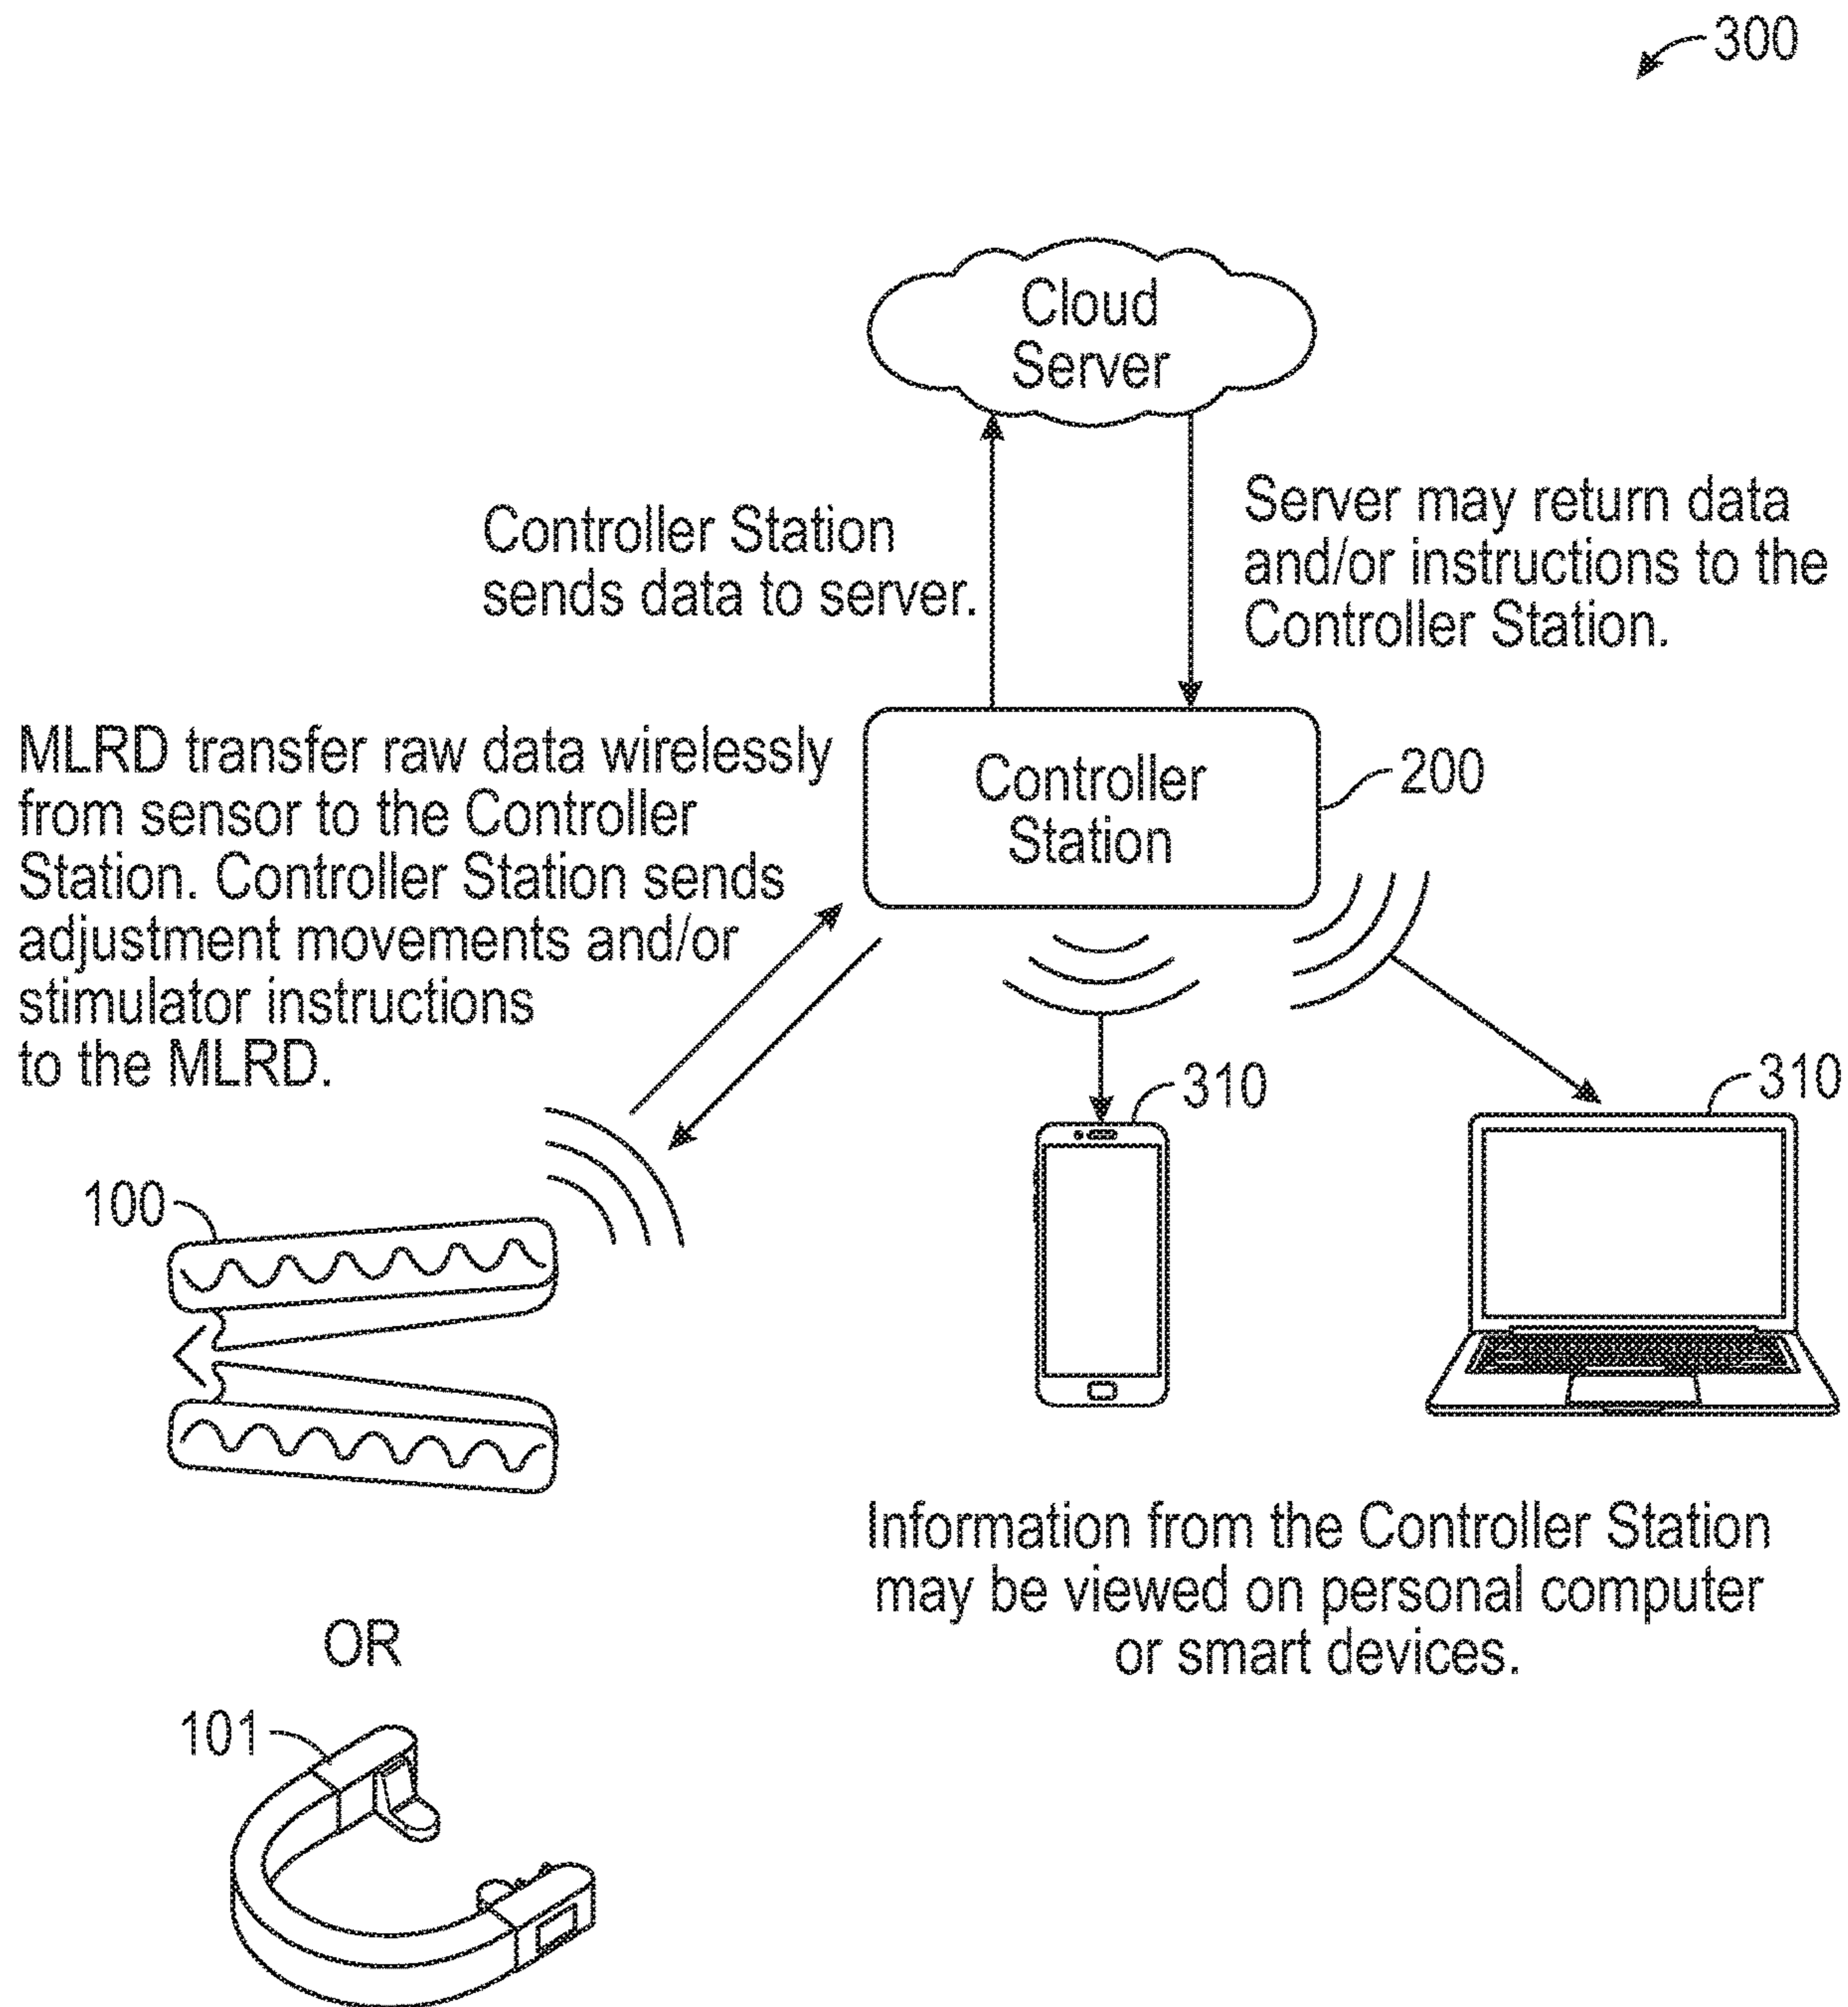 300
Cloud
Server
Controller Station
sends data to server.
Server may return data
and/or instructions to the
Controller Station.
MLRD transfer raw data wirelessly
from sensor to the Controller
Station. Controller Station sends
adjustment movements and/or
stimulator instructions
to the MLRD.
Controller
Station
200
310
310
100
Information from the Controller Station
may be viewed on personal computer
or smart devices.
OR
101